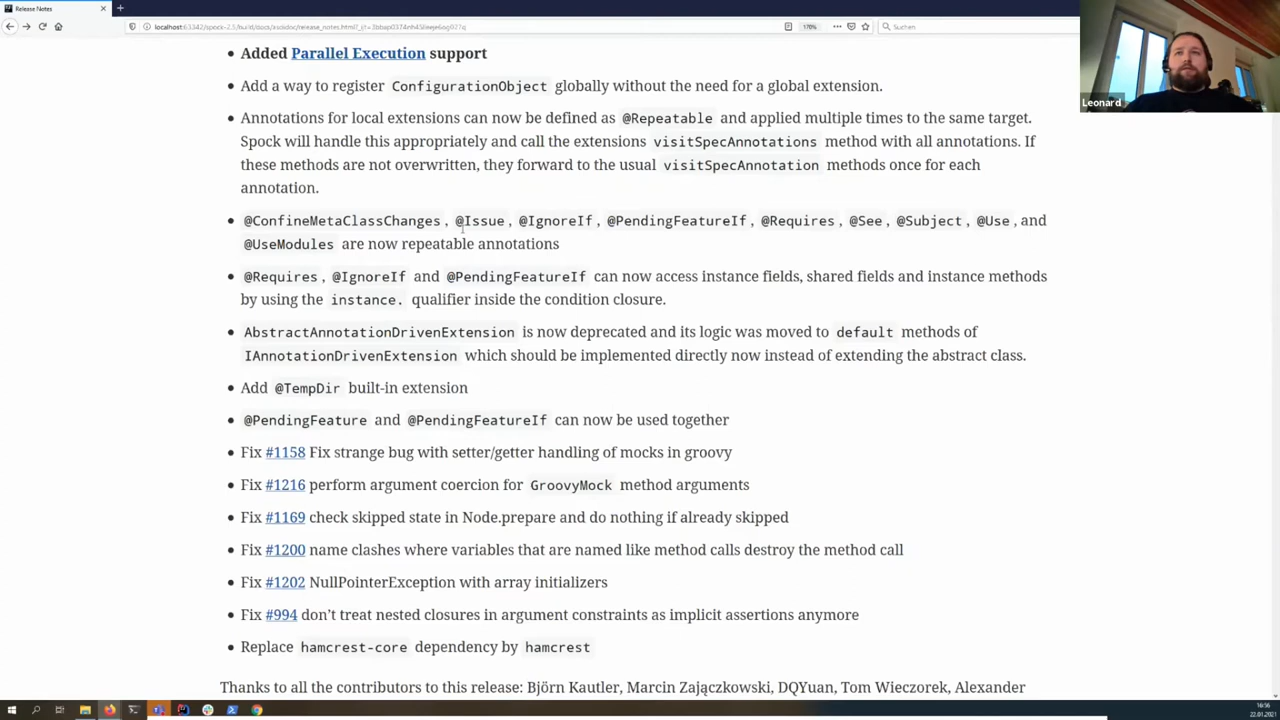 Release Notes
Suchen
170%
Leonard
Added Parallel Execution support
Add a way to register ConfigurationObject globally without the need for a global extension.
Annotations for local extensions can now be defined as @Repeatable and applied multiple times to the same target.
Spock will handle this appropriately and call the extensions visitSpecAnnotations method with all annotations. If
these methods are not overwritten, they forward to the usual visitSpecAnnotation methods once for each
annotation.
@ConfineMetaClassChanges, @Issue, @IgnoreIf, @PendingFeatureIf, @Requires, @See, @Subject, @Use, and
@UseModules are now repeatable annotations
@Requires, @IgnoreIf and @PendingFeatureIf can now access instance fields, shared fields and instance methods
by using the instance. qualifier inside the condition closure.
AbstractAnnotationDrivenExtension is now deprecated and its logic was moved to default methods of
IAnnotationDrivenExtension which should be implemented directly now instead of extending the abstract class.
Add @TempDir built-in extension
@PendingFeature and @PendingFeatureIf can now be used together
Fix #1158 Fix strange bug with setter/getter handling of mocks in groovy
Fix #1216 perform argument coercion for GroovyMock method arguments
Fix #1169 check skipped state in Node.prepare and do nothing if already skipped
Fix #1200 name clashes where variables that are named like method calls destroy the method call
Fix #1202 NullPointerException with array initializers
Fix #994 don't treat nested closures in argument constraints as implicit assertions anymore
Replace hamcrest-core dependency by hamcrest
Thanks to all the contributors to this release: Björn Kautler, Marcin Zajączkowski, DQYuan, Tom Wieczorek, Alexander
16:56
22.01.2021